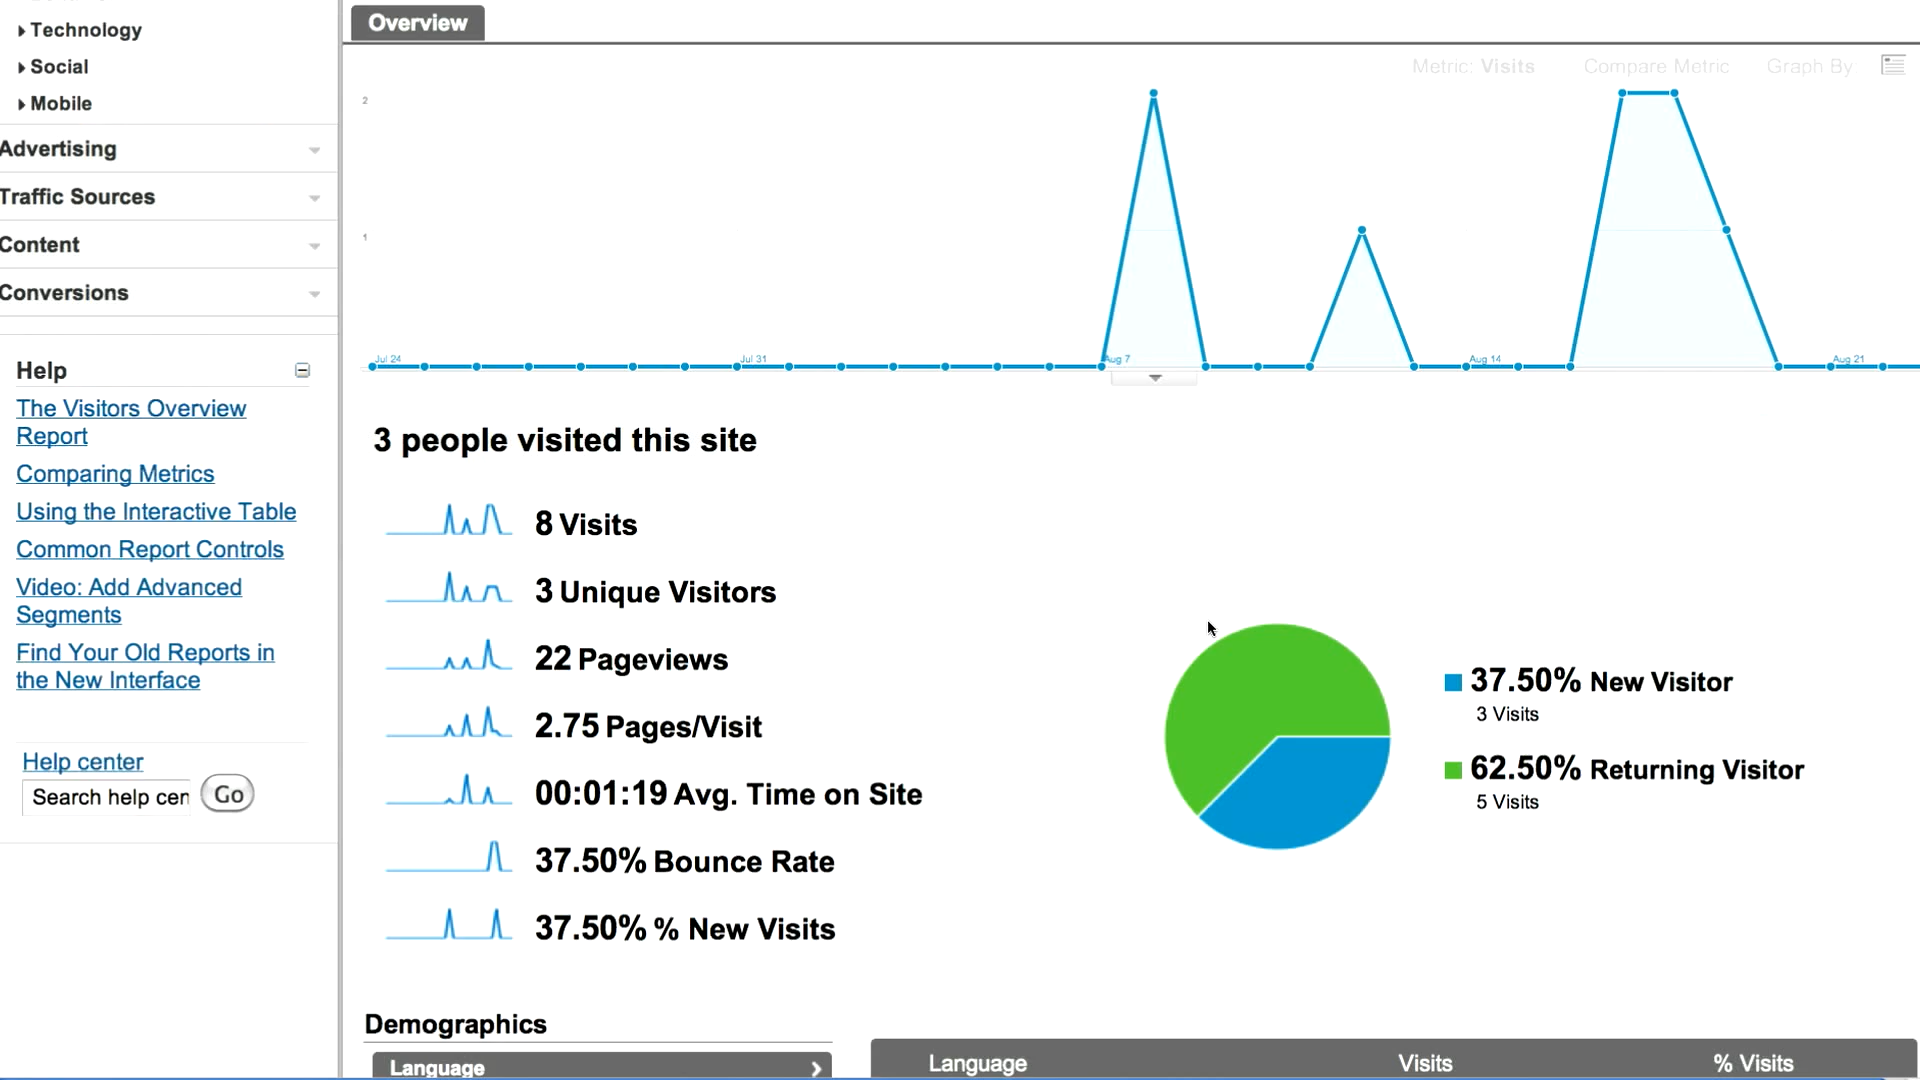 Technology
Social
Mobile
Advertising
Traffic Sources
Content
Conversions
Help
The Visitors Overview
Report
Comparing Metrics
Using the Interactive Table
Common Report Controls
Video: Add Advanced
Segments
Find Your Old Reports in
the New Interface
Help center
Search help cen
Go
Overview
Metric: Visits Compare Metric Graph By
2
1
Jul 24 Jul 31 Aug 7 Aug 14 Aug 21
3 people visited this site
8 Visits
3 Unique Visitors
22 Pageviews
2.75 Pages/Visit
00:01:19 Avg. Time on Site
37.50% Bounce Rate
37.50% % New Visits
37.50% New Visitor
3 Visits
62.50% Returning Visitor
5 Visits
Demographics
Language
Language Visits % Visits